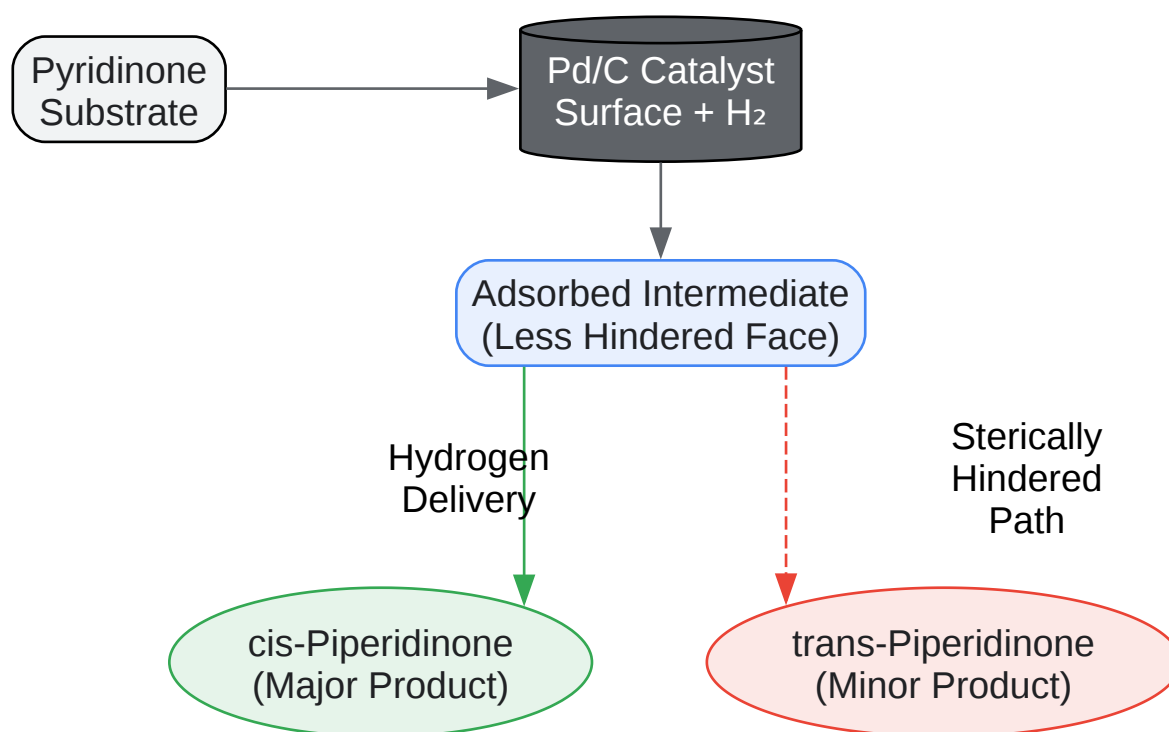 Pyridinone
Substrate
Pd/C Catalyst
Surface + H₂
Adsorbed Intermediate
(Less Hindered Face)
Hydrogen
Delivery
Sterically
Hindered
Path
cis-Piperidinone
(Major Product)
trans-Piperidinone
(Minor Product)